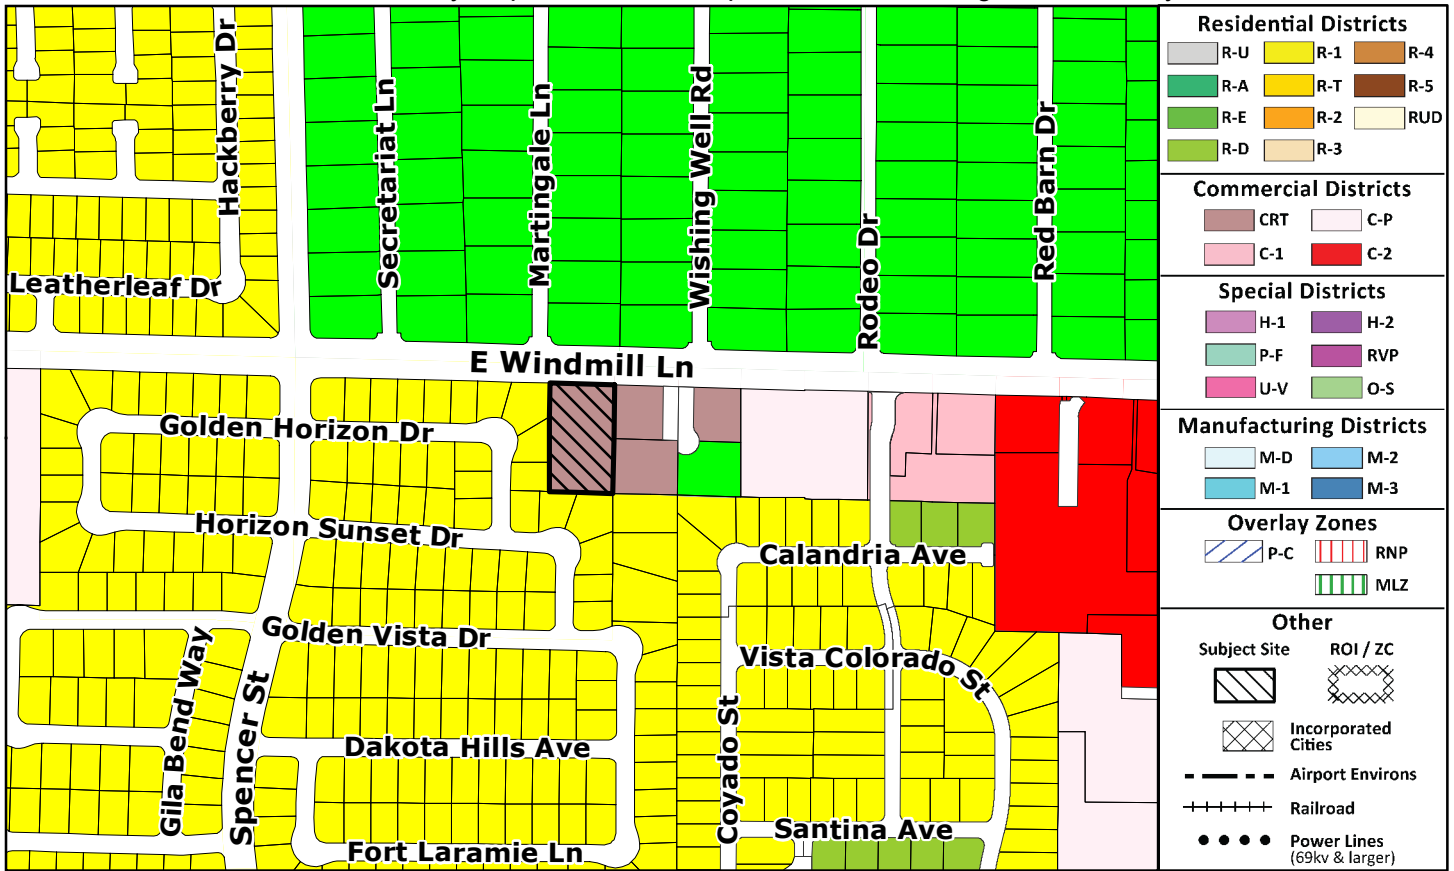 Hackberry Dr
Secretariat Ln
Martingale Ln
Wishing Well Rd
Rodeo Dr
Red Barn Dr
Leatherleaf Dr
E Windmill Ln
Golden Horizon Dr
Horizon Sunset Dr
Calandria Ave
Golden Vista Dr
Vista Colorado St
Gila Bend Way
Spencer St
Coyado St
Dakota Hills Ave
Santina Ave
Fort Laramie Ln
Residential Districts
R-U R-1 R-4
R-A R-T R-5
R-E R-2 RUD
R-D R-3
Commercial Districts
CRT C-P
C-1 C-2
Special Districts
H-1 H-2
P-F RVP
U-V O-S
Manufacturing Districts
M-D M-2
M-1 M-3
Overlay Zones
P-C RNP
MLZ
Other
Subject Site ROI / ZC
Incorporated
Cities
Airport Environs
Railroad
Power Lines
(69kv & larger)